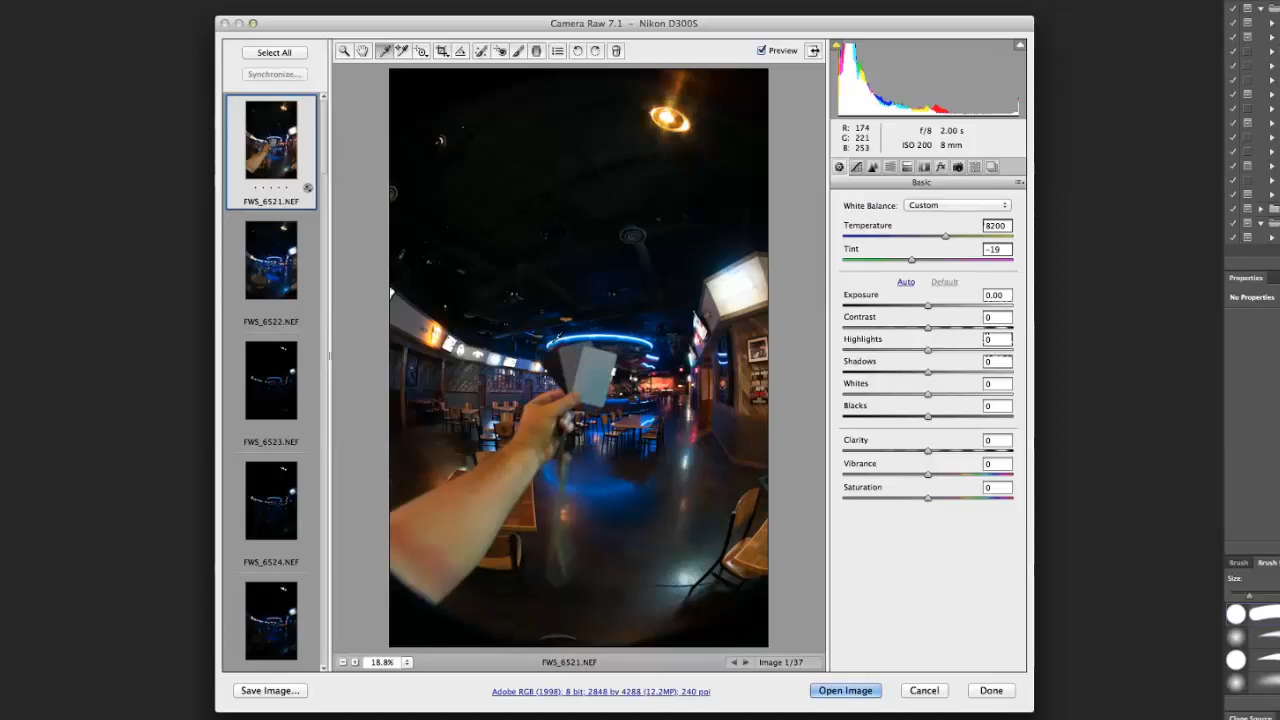 Camera Raw 7.1 – Nikon D300S
Select All
Synchronize...
Preview
FWS_6521.NEF
FWS_6522.NEF
FWS_6523.NEF
FWS_6524.NEF
R: 174
G: 221
B: 253
f/8 2.00 s
ISO 200 8 mm
Basic
White Balance: Custom
Temperature 8200
Tint -19
Auto Default
Exposure 0.00
Contrast 0
Highlights 0
Shadows 0
Whites 0
Blacks 0
Clarity 0
Vibrance 0
Saturation 0
18.8%
FWS_6521.NEF
Image 1/37
Save Image...
Adobe RGB (1998); 8 bit; 2848 by 4288 (12.2MP); 240 ppi
Open Image
Cancel
Done
Properties
No Properties
Brush
Brush
Size:
Clone Source